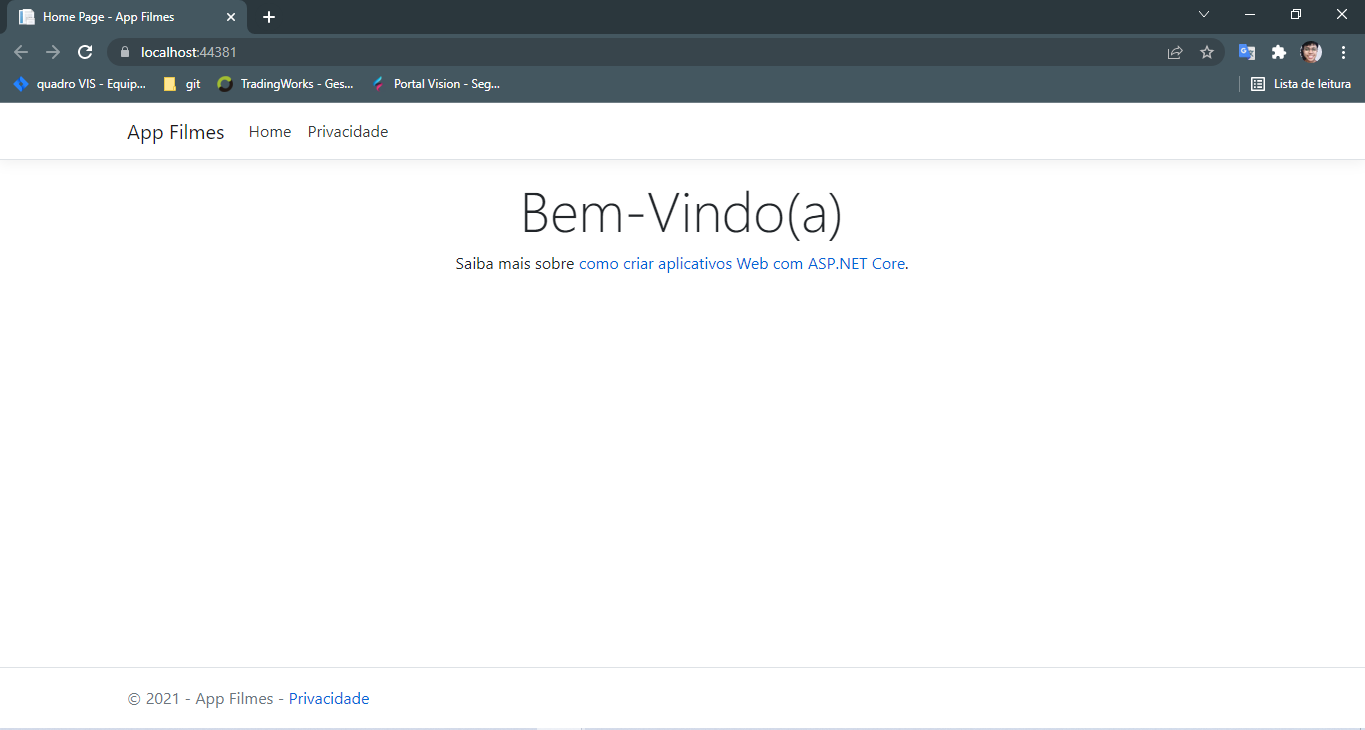 Home Page - App Filmes
localhost:44381
quadro VIS - Equip... git TradingWorks - Ges... Portal Vision - Seg... Lista de leitura
App Filmes Home Privacidade
Bem-Vindo(a)
Saiba mais sobre como criar aplicativos Web com ASP.NET Core.
© 2021 - App Filmes - Privacidade